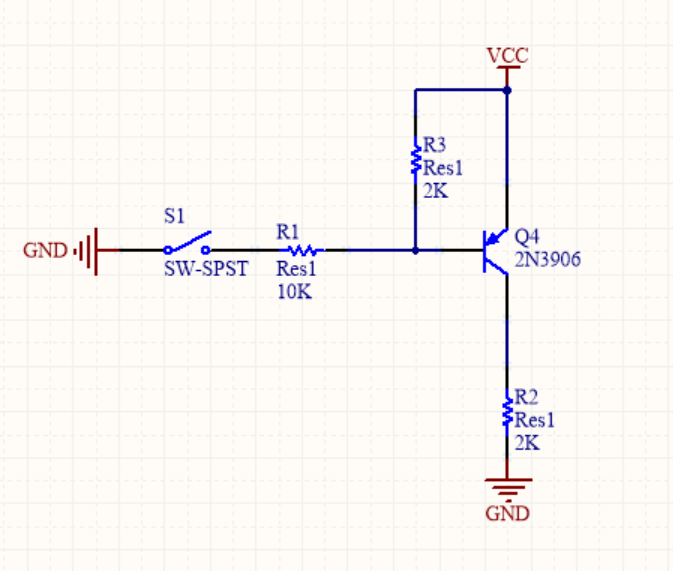 VCC
R3
Res1
2K
S1
SW-SPST
GND
R1
Res1
10K
Q4
2N3906
R2
Res1
2K
GND